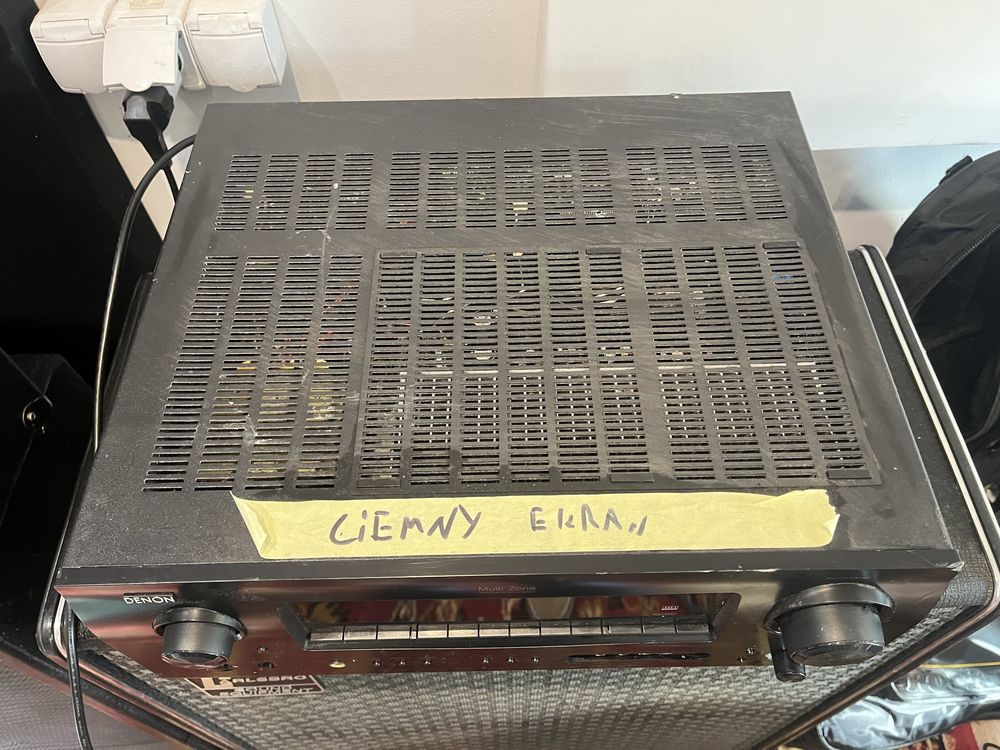 CiEMNY EKRAN
Multi Zone
DENON